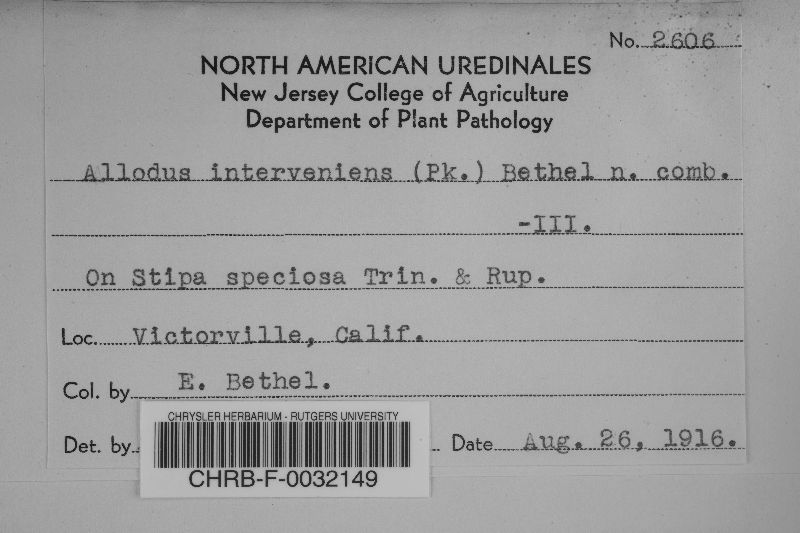 No. 2606
NORTH AMERICAN UREDINALES
New Jersey College of Agriculture
Department of Plant Pathology
Allodus interveniens (Pk.) Bethel n. comb.
-III.
On Stipa speciosa Trin. & Rup.
Loc. Victorville, Calif.
Col. by E. Bethel.
Det. by Date Aug. 26, 1916.
CHRYSLER HERBARIUM - RUTGERS UNIVERSITY
CHRB-F-0032149